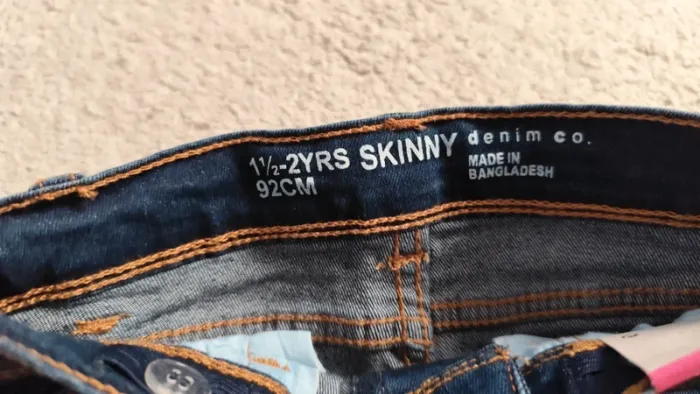 1½-2YRS SKINNY denim co.
92CM
MADE IN
BANGLADESH